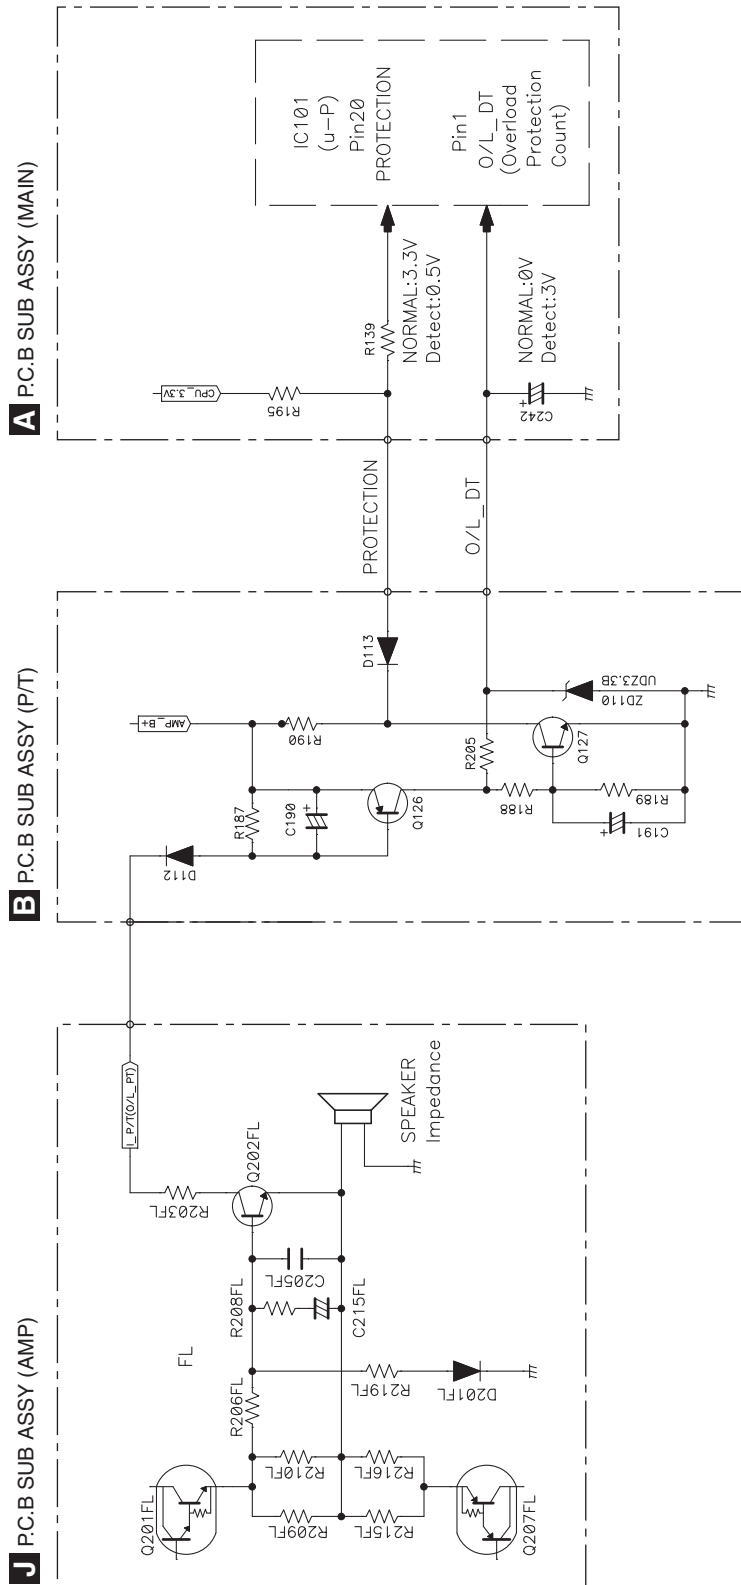 A P.C.B SUB ASSY (MAIN)
IC101
(u-P)
Pin20
PROTECTION
Pin1
O/L_DT
(Overload
Protection
Count)
CPU_3.3V
R195
R139
NORMAL:3.3V
Detect:0.5V
NORMAL:0V
Detect:3V
C242
+
PROTECTION
O/L_DT
B P.C.B SUB ASSY (P/T)
AMP_B+
R190
D113
R187
C190
+
Q126
D112
R205
R188
Q127
R189
C191
+
ZD110
UDZ3.3B
J P.C.B SUB ASSY (AMP)
I_P/T(O/L_PT)
R203FL
Q202FL
SPEAKER
Impedance
FL
C205FL
R208FL
C215FL
R206FL
R219FL
D201FL
Q201FL
R210FL
R209FL
R216FL
R215FL
Q207FL